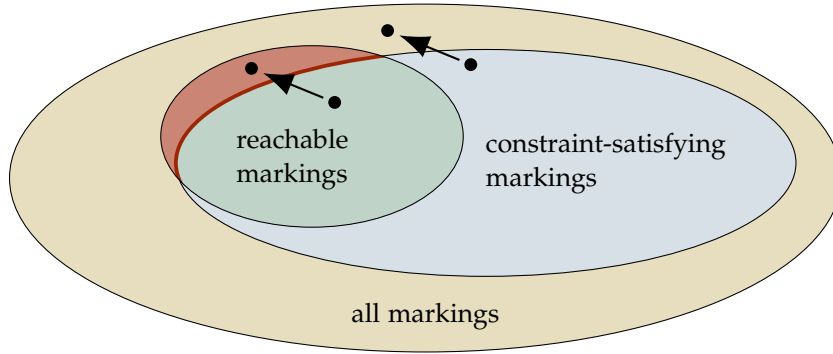 reachable
markings
constraint-satisfying
markings
all markings